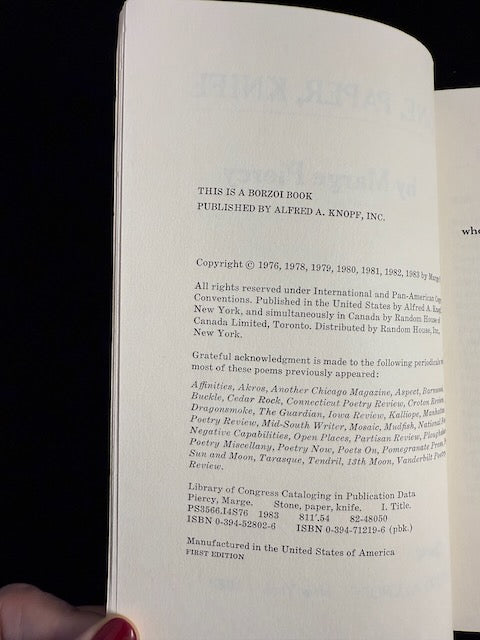 THIS IS A BORZOI BOOK
PUBLISHED BY ALFRED A. KNOPF, INC.
Copyright © 1976, 1978, 1979, 1980, 1981, 1982, 1983 by Marge
All rights reserved under International and Pan-American
Conventions. Published in the United States by Alfred A.
New York, and simultaneously in Canada by Random House of
Canada Limited, Toronto. Distributed by Random House, Inc.,
New York.
Grateful acknowledgment is made to the following
most of these poems previously appeared:
Affinities, Akros, Another Chicago Magazine, Aspect,
Buckle, Cedar Rock, Connecticut Poetry Review, Croton
Dragonsmoke, The Guardian, Iowa Review, Kalliope,
Poetry Review, Mid-South Writer, Mosaic, Mudfish, National
Negative Capabilities, Open Places, Partisan Review,
Poetry Miscellany, Poetry Now, Poets On, Pomegranate
Sun and Moon, Tarasque, Tendril, 13th Moon, Vanderbilt
Review.
Library of Congress Cataloging in Publication Data
Piercy, Marge. Stone, paper, knife. I. Title.
PS3566.I4S76 1983 811'.54 82-48050
ISBN 0-394-52802-6 ISBN 0-394-71219-6 (pbk.)
Manufactured in the United States of America
FIRST EDITION